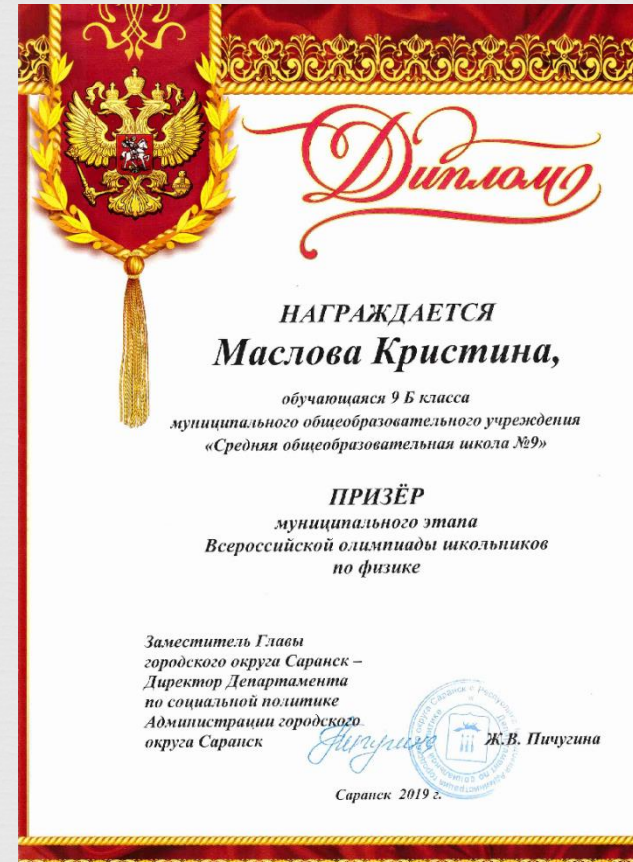 Диплом
НАГРАЖДАЕТСЯ
Маслова Кристина,
обучающаяся 9 Б класса
муниципального общеобразовательного учреждения
«Средняя общеобразовательная школа №9»
ПРИЗЁР
муниципального этапа
Всероссийской олимпиады школьников
по физике
Заместитель Главы
городского округа Саранск –
Директор Департамента
по социальной политике
Администрации городского
округа Саранск
Ж.В. Пичугина
Саранск 2019 г.